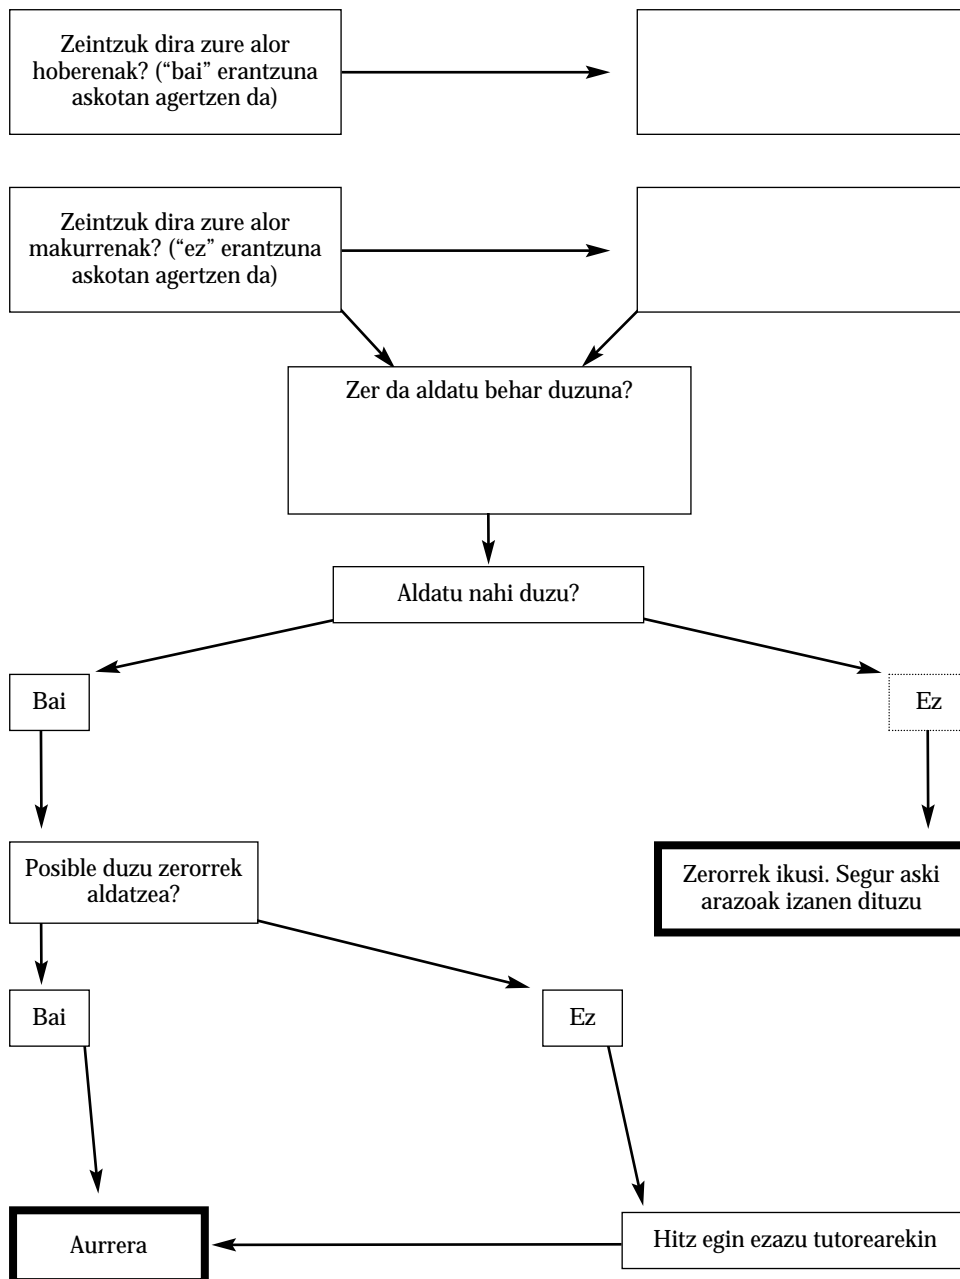 Zeintzuk dira zure alor
hoberenak? (“bai” erantzuna
askotan agertzen da)
Zeintzuk dira zure alor
makurrenak? (“ez” erantzuna
askotan agertzen da)
Zer da aldatu behar duzuna?
Aldatu nahi duzu?
Bai
Ez
Posible duzu zerorrek
aldatzea?
Zerorrek ikusi. Segur aski
arazoak izanen dituzu
Bai
Ez
Aurrera
Hitz egin ezazu tutorearekin